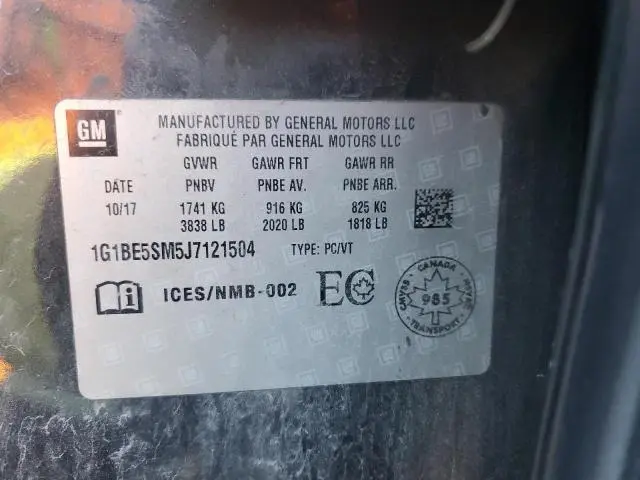 GM
MANUFACTURED BY GENERAL MOTORS LLC
FABRIQUÉ PAR GENERAL MOTORS LLC
GVWR GAWR FRT GAWR RR
DATE PNBV PNBE AV. PNBE ARR.
10/17 1741 KG 916 KG 825 KG
3838 LB 2020 LB 1818 LB
1G1BE5SM5J7121504 TYPE: PC/VT
ICES/NMB-002 EC
CANADA
985
TRANSPORT